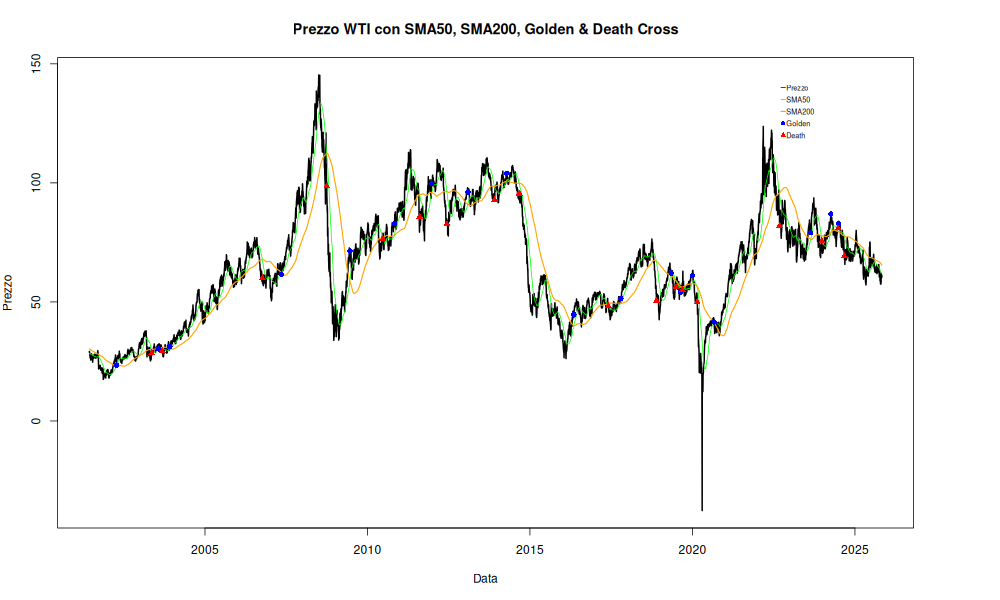 Prezzo WTI con SMA50, SMA200, Golden & Death Cross
Prezzo
150
100
50
0
Prezzo
SMA50
SMA200
Golden
Death
2005
2010
2015
2020
2025
Data